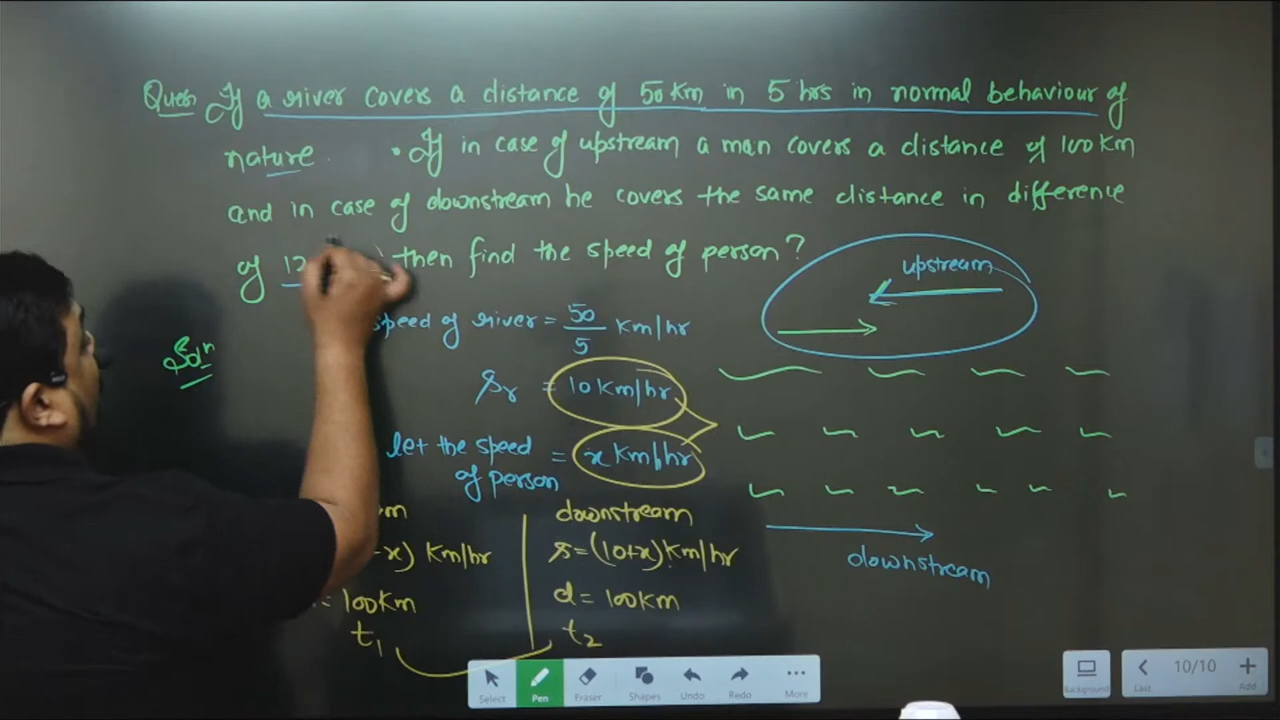 Ques If a river covers a distance of 50 km in 5 hrs in normal behaviour of
nature. • If in case of upstream a man covers a distance of 100 km
and in case of downstream he covers the same distance in difference
of 12 then find the speed of person?
upstream
Soln
speed of river = 50/5 km/hr
Sr = 10 km/hr
let the speed
of person = x km/hr
downstream
x) km/hr
s = (10+x) km/hr
downstream
= 100km
d = 100km
t1
t2
Select
Pen
Eraser
Shapes
Undo
Redo
More
Background
Last
10/10
Add